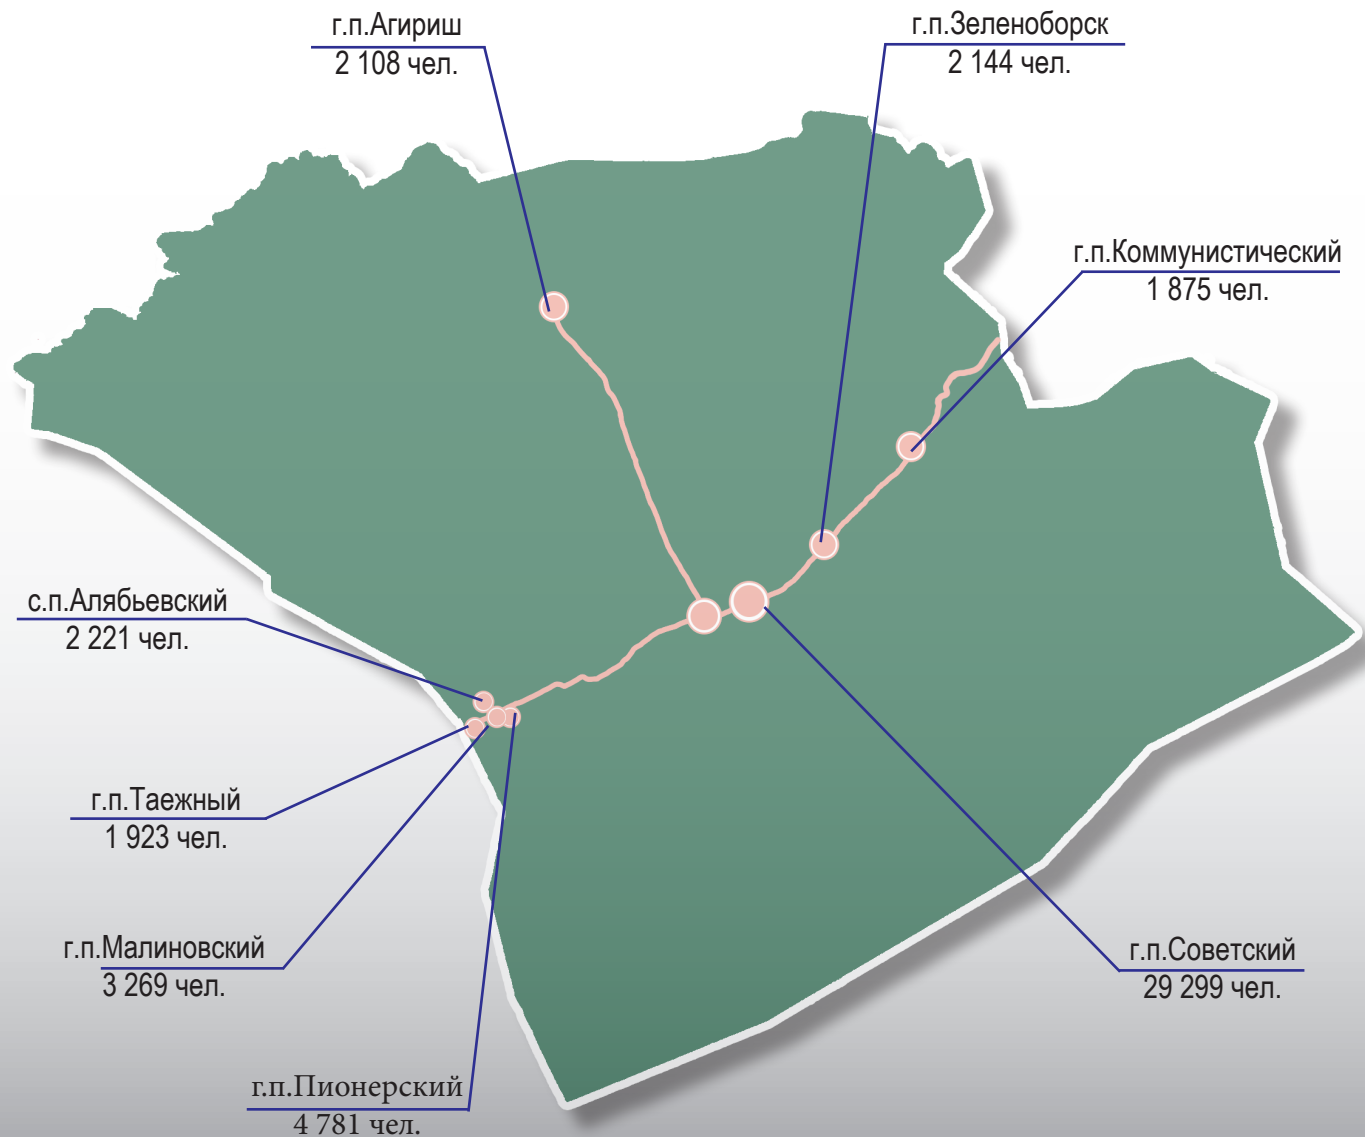 г.п.Агириш
2 108 чел.
г.п.Зеленоборск
2 144 чел.
г.п.Коммунистический
1 875 чел.
с.п.Алябьевский
2 221 чел.
г.п.Таежный
1 923 чел.
г.п.Малиновский
3 269 чел.
г.п.Советский
29 299 чел.
г.п.Пионерский
4 781 чел.